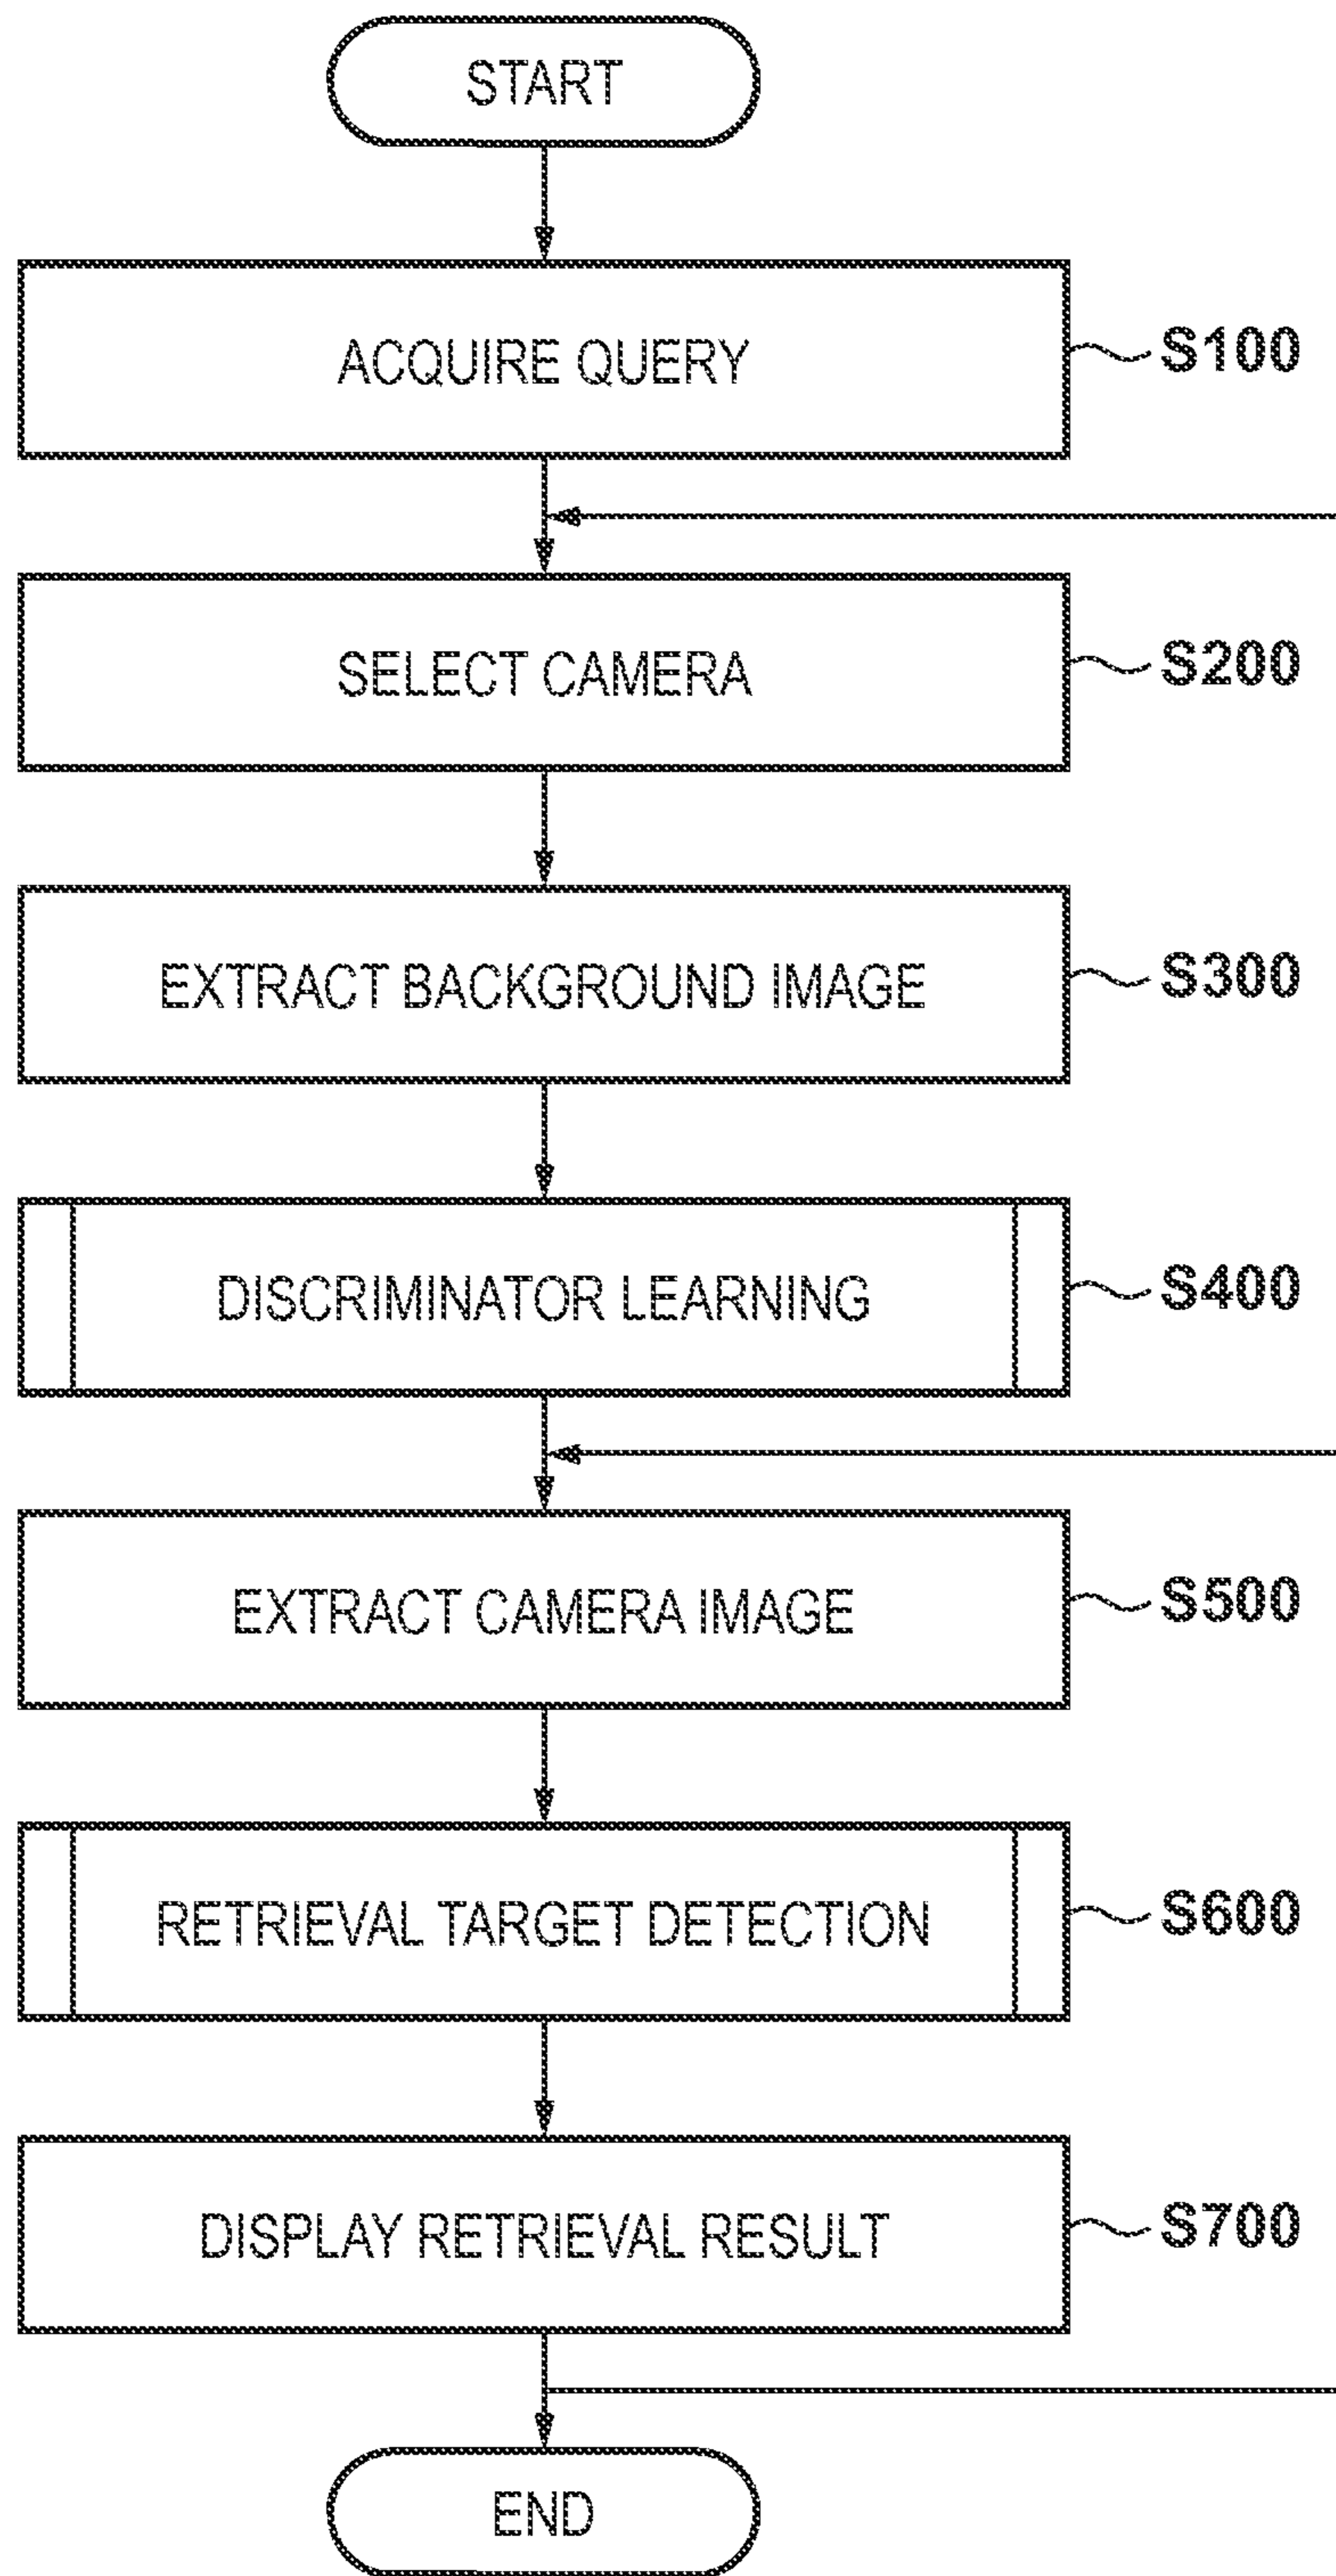 START
ACQUIRE QUERY
S100
SELECT CAMERA
S200
EXTRACT BACKGROUND IMAGE
S300
DISCRIMINATOR LEARNING
S400
EXTRACT CAMERA IMAGE
S500
RETRIEVAL TARGET DETECTION
S600
DISPLAY RETRIEVAL RESULT
S700
END